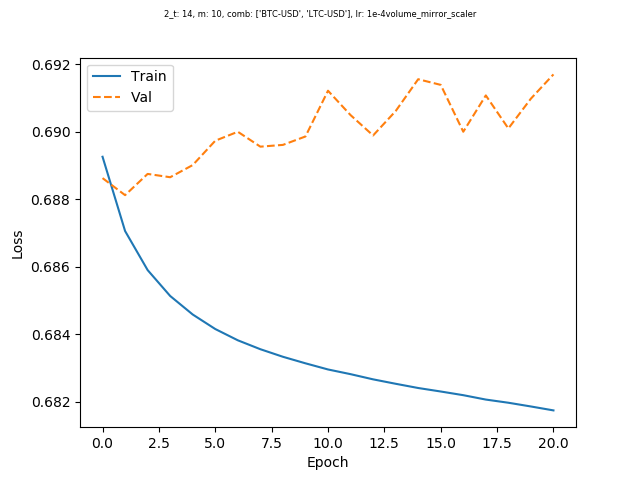 2_t: 14, m: 10, comb: ['BTC-USD', 'LTC-USD'], lr: 1e-4volume_mirror_scaler
Train
Val
0.692
0.690
0.688
0.686
0.684
0.682
Loss
0.0 2.5 5.0 7.5 10.0 12.5 15.0 17.5 20.0
Epoch